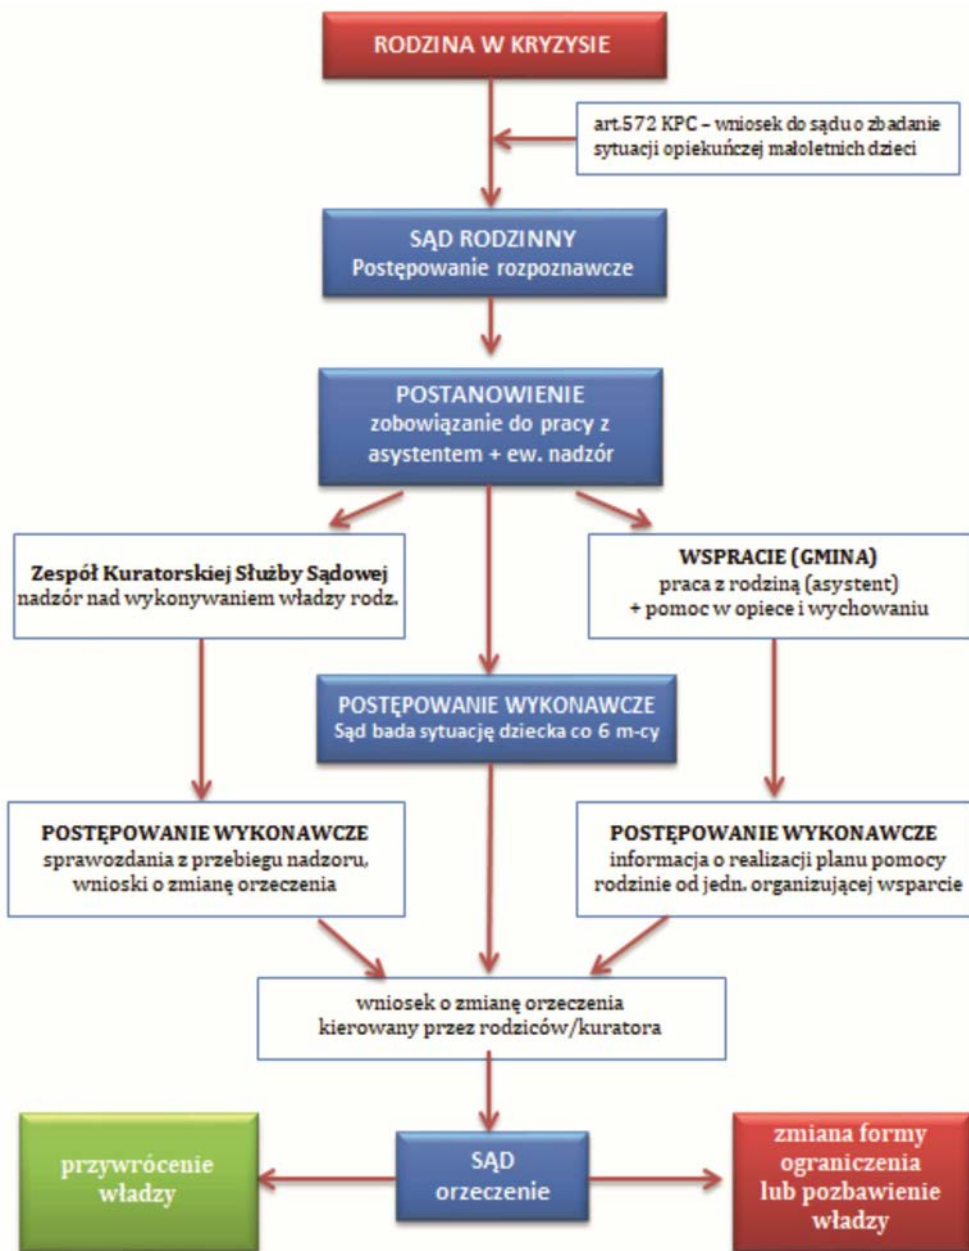 RODZINA W KRYZYSIE
art.572 KPC – wniosek do sądu o zbadanie
sytuacji opiekuńczej małoletnich dzieci
SĄD RODZINNY
Postępowanie rozpoznawcze
POSTANOWIENIE
zobowiązanie do pracy z
asystentem + ew. nadzór
Zespół Kuratorskiej Służby Sądowej
nadzór nad wykonywaniem władzy rodz.
WSPRACIE (GMINA)
praca z rodziną (asystent)
+ pomoc w opiece i wychowaniu
POSTĘPOWANIE WYKONAWCZE
Sąd bada sytuację dziecka co 6 m-cy
POSTĘPOWANIE WYKONAWCZE
sprawozdania z przebiegu nadzoru,
wnioski o zmianę orzeczenia
POSTĘPOWANIE WYKONAWCZE
informacja o realizacji planu pomocy
rodzinie od jedn. organizującej wsparcie
wniosek o zmianę orzeczenia
kierowany przez rodziców/kuratora
przywrócenie
władzy
SĄD
orzeczenie
zmiana formy
ograniczenia
lub pozbawienie
władzy